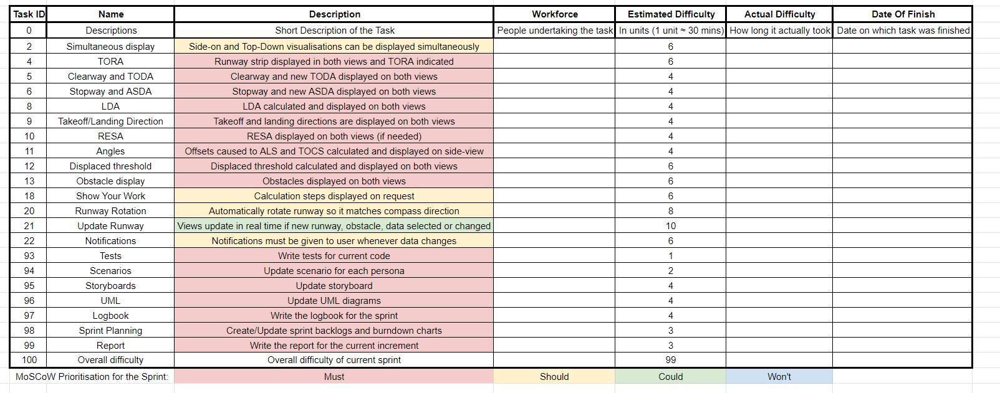 Task ID Name Description Workforce Estimated Difficulty Actual Difficulty Date Of Finish
0 Descriptions Short Description of the Task People undertaking the task In units (1 unit ≈ 30 mins) How long it actually took Date on which task was finished
2 Simultaneous display Side-on and Top-Down visualisations can be displayed simultaneously 6
4 TORA Runway strip displayed in both views and TORA indicated 6
5 Clearway and TODA Clearway and new TODA displayed on both views 4
6 Stopway and ASDA Stopway and new ASDA displayed on both views 4
8 LDA LDA calculated and displayed on both views 4
9 Takeoff/Landing Direction Takeoff and landing directions are displayed on both views 4
10 RESA RESA displayed on both views (if needed) 4
11 Angles Offsets caused to ALS and TOCS calculated and displayed on side-view 4
12 Displaced threshold Displaced threshold calculated and displayed on both views 6
13 Obstacle display Obstacles displayed on both views 6
18 Show Your Work Calculation steps displayed on request 6
20 Runway Rotation Automatically rotate runway so it matches compass direction 8
21 Update Runway Views update in real time if new runway, obstacle, data selected or changed 10
22 Notifications Notifications must be given to user whenever data changes 6
93 Tests Write tests for current code 1
94 Scenarios Update scenario for each persona 2
95 Storyboards Update storyboard 4
96 UML Update UML diagrams 4
97 Logbook Write the logbook for the sprint 4
98 Sprint Planning Create/Update sprint backlogs and burndown charts 3
99 Report Write the report for the current increment 3
100 Overall difficulty Overall difficulty of current sprint 99
MoSCoW Prioritisation for the Sprint: Must Should Could Won't